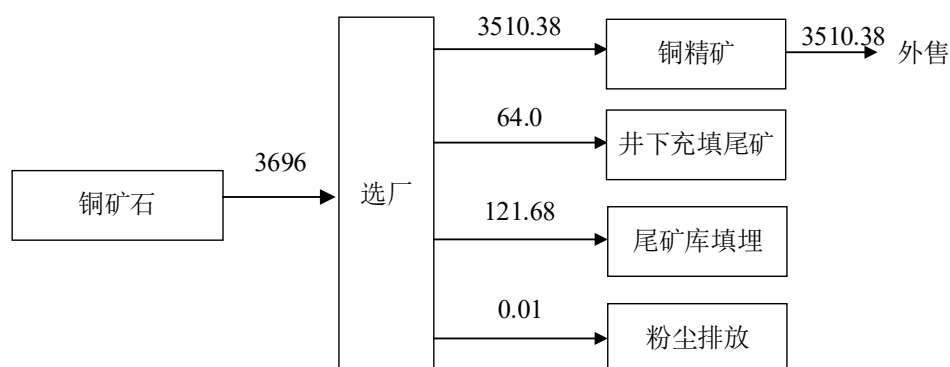 3510.38
铜精矿
3510.38
外售
64.0
井下充填尾矿
3696
铜矿石
选厂
121.68
尾矿库填埋
0.01
粉尘排放